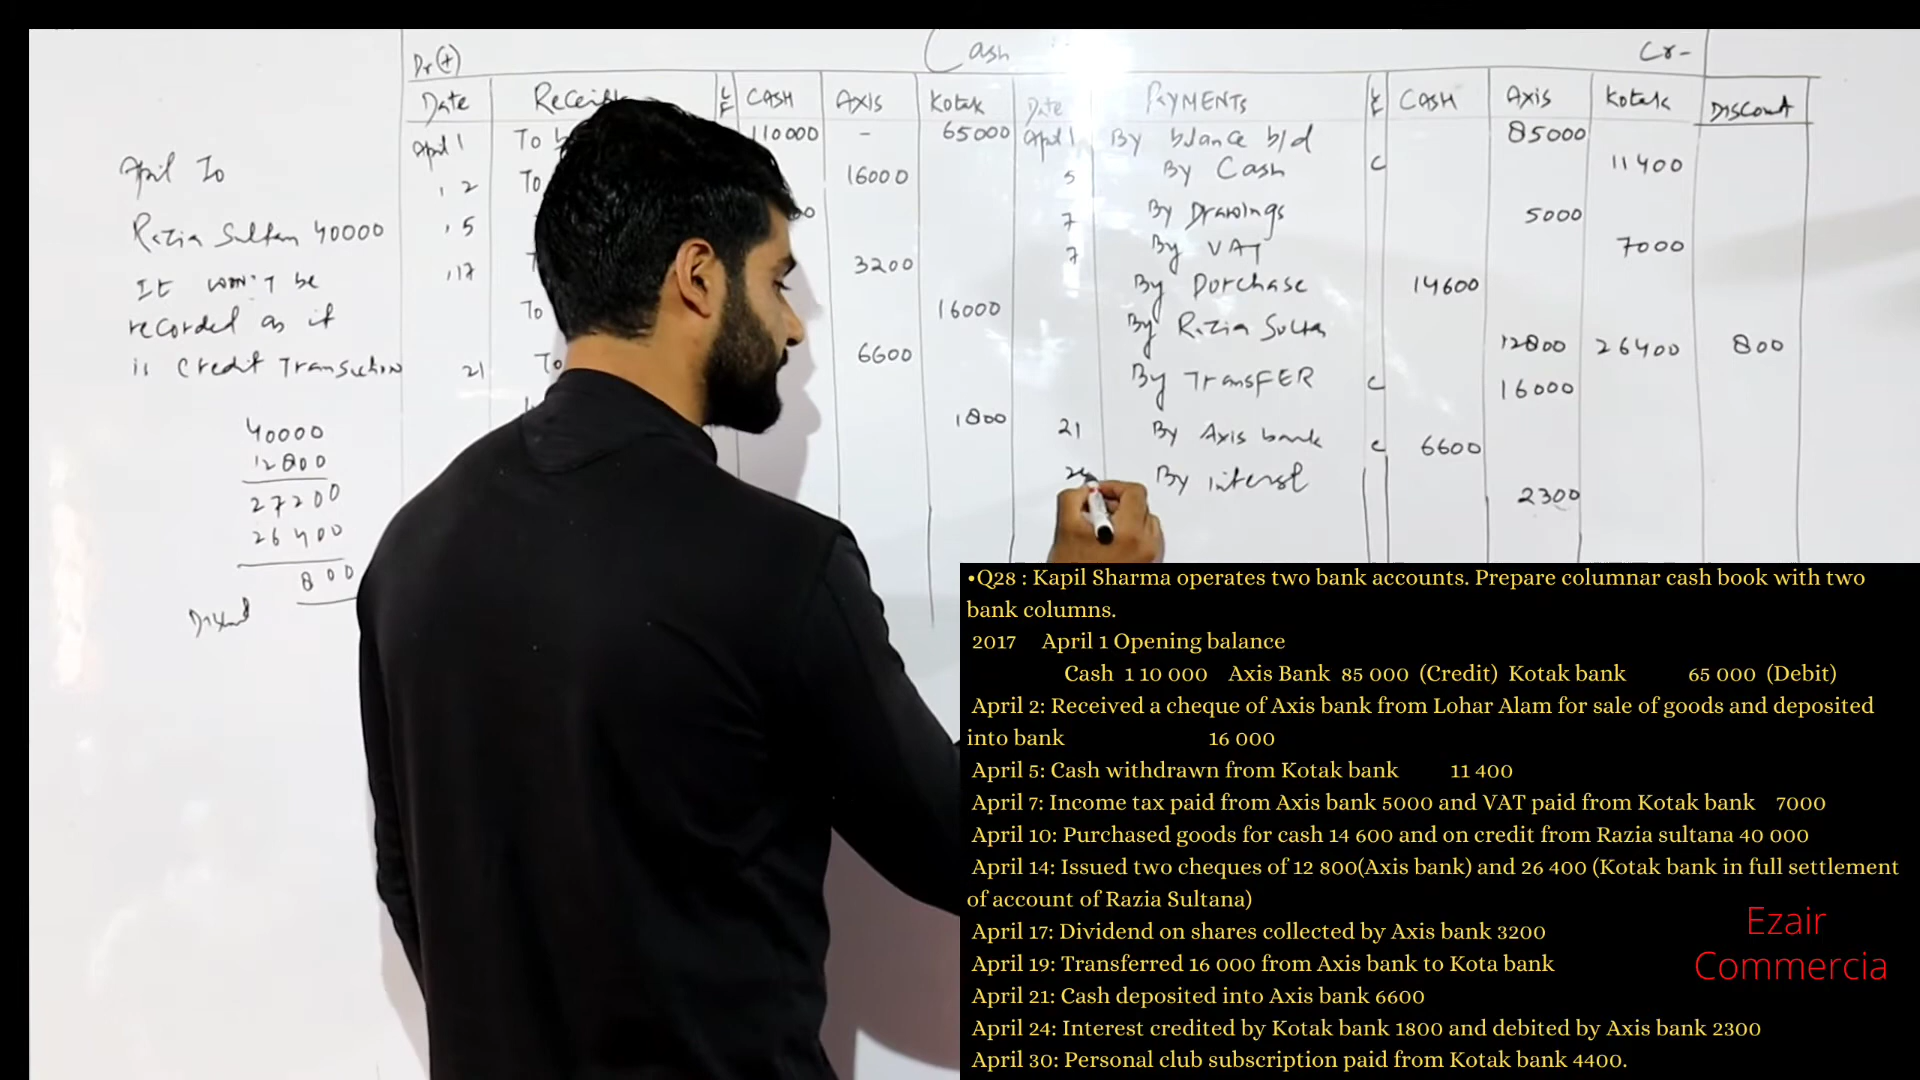 Dr(+) Cash Cr-
Date Receip LF CASH AXIS Kotak Date PAYMENTS LF CASH AXIS Kotak DISCOUNT
April 1 To b 110000 - 65000 April 1 By blance b/d 85000
, 2 To 16000 5 By Cash C 11400
, 5 00 7 By Drawings 5000
,17 3200 7 By VAT 7000
By Purchase 14600
To 16000 By Razia Sulta
6600 12800 26400 800
21 To By TransFER C 16000
1800 21 By Axis bank C 6600
24 By interst 2300
April 10
Razia Sultan 40000
It won't be
recorded as it
is Credit Transuction
40000
12800
27200
26400
800
•Q28 : Kapil Sharma operates two bank accounts. Prepare columnar cash book with two
bank columns.
2017 April 1 Opening balance
Cash 1 10 000 Axis Bank 85 000 (Credit) Kotak bank 65 000 (Debit)
April 2: Received a cheque of Axis bank from Lohar Alam for sale of goods and deposited
into bank 16 000
April 5: Cash withdrawn from Kotak bank 11 400
April 7: Income tax paid from Axis bank 5000 and VAT paid from Kotak bank 7000
April 10: Purchased goods for cash 14 600 and on credit from Razia sultana 40 000
April 14: Issued two cheques of 12 800(Axis bank) and 26 400 (Kotak bank in full settlement
of account of Razia Sultana)
April 17: Dividend on shares collected by Axis bank 3200
April 19: Transferred 16 000 from Axis bank to Kota bank
April 21: Cash deposited into Axis bank 6600
April 24: Interest credited by Kotak bank 1800 and debited by Axis bank 2300
April 30: Personal club subscription paid from Kotak bank 4400.
Ezair
Commercia